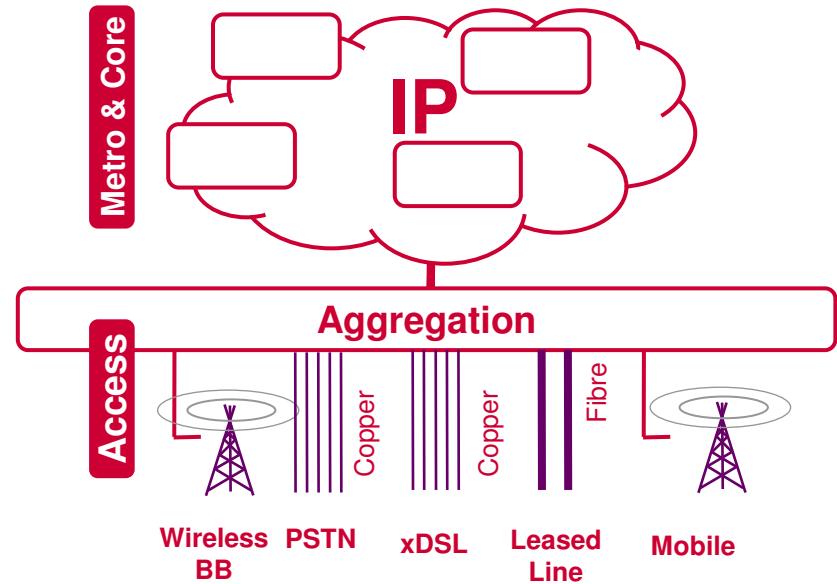 Metro & Core
IP
Aggregation
Access
Copper
Copper
Fibre
Wireless
BB
PSTN
xDSL
Leased
Line
Mobile